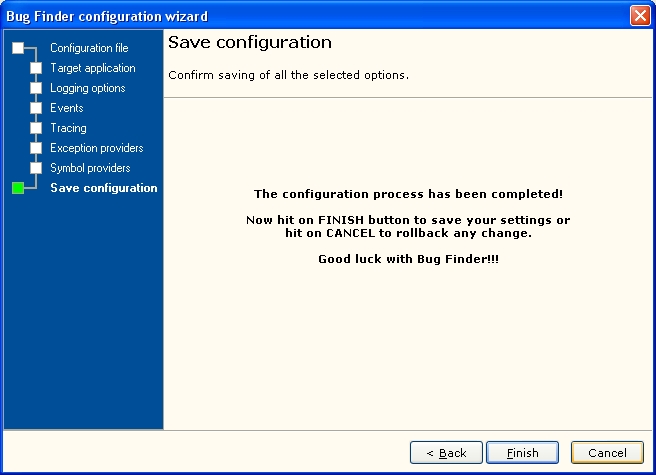 Bug Finder configuration wizard
Configuration file
Target application
Logging options
Events
Tracing
Exception providers
Symbol providers
Save configuration
Save configuration
Confirm saving of all the selected options.
The configuration process has been completed!
Now hit on FINISH button to save your settings or
hit on CANCEL to rollback any change.
Good luck with Bug Finder!!!
< Back
Finish
Cancel